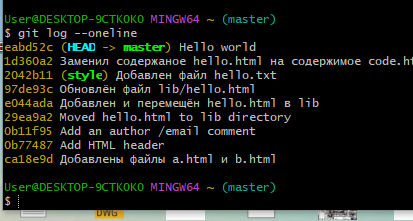 User@DESKTOP-9CTKOKO MINGW64 ~ (master)
$ git log --oneline
eeabd52c (HEAD -> master) Hello world
1d360a2 Заменил содержаное hello.html на содержимое code.ht
2042b11 (style) Добавлен файл hello.txt
97de93c Обновлён файл lib/hello.html
e044ada Добавлен и перемещён hello.html в lib
29ea9a2 Moved hello.html to lib directory
0b11f95 Add an author /email comment
0b77487 Add HTML header
ca18e9d Добавлены файлы a.html и b.html
User@DESKTOP-9CTKOKO MINGW64 ~ (master)
$
DWG